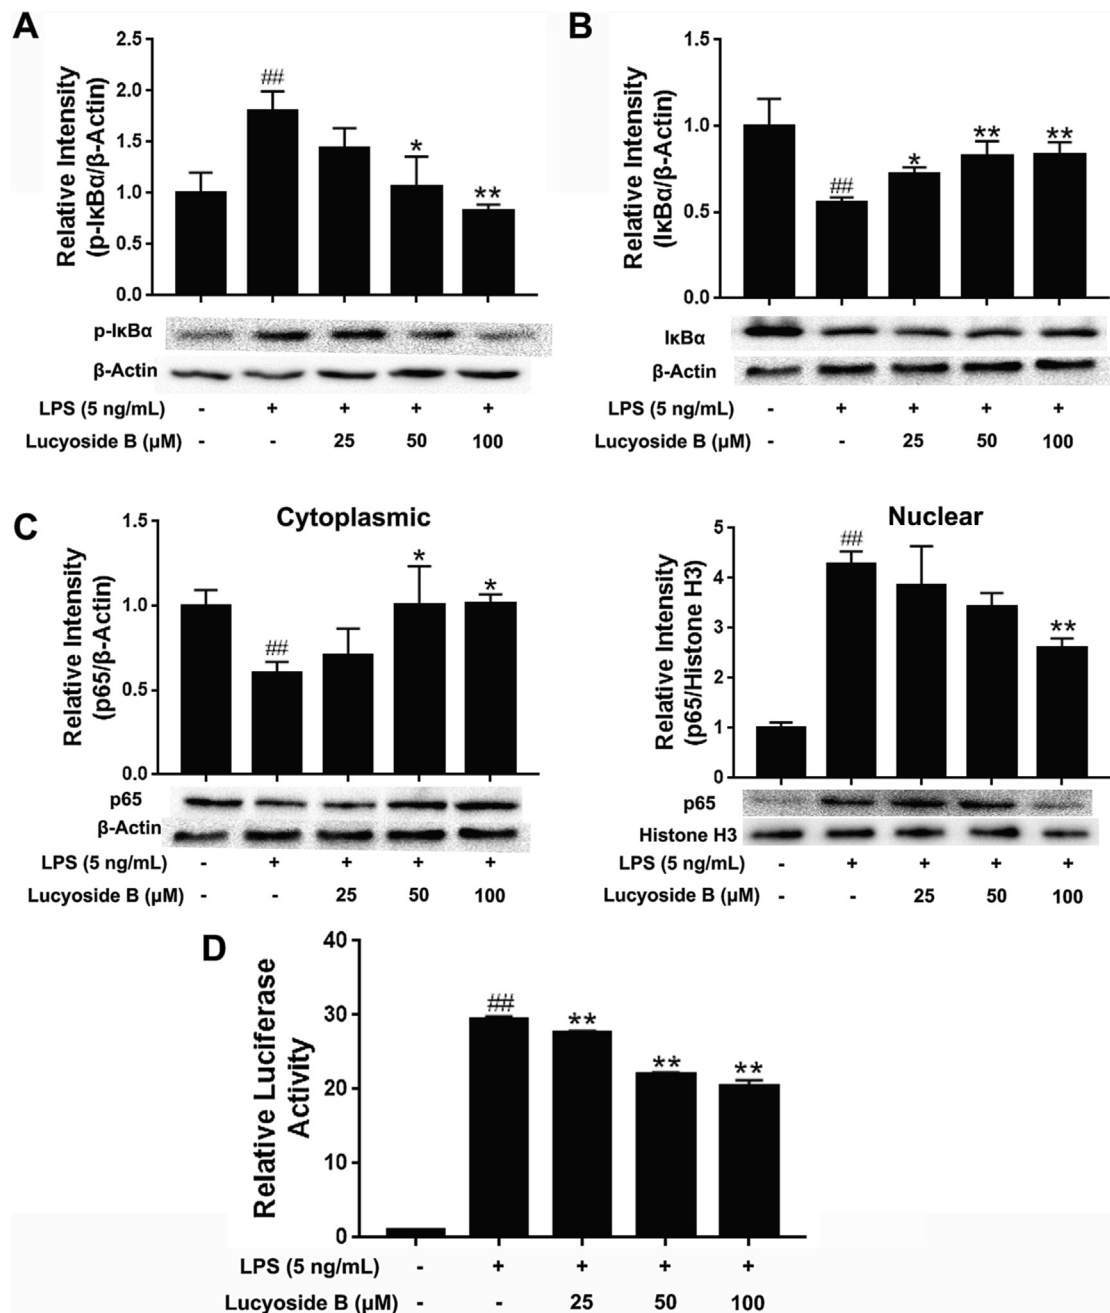 A
Relative Intensity
(p-IκBα/β-Actin)
2.5
2.0
1.5
1.0
0.5
0.0
##
*
**
p-IκBα
β-Actin
LPS (5 ng/mL) - + + + +
Lucyoside B (μM) - - 25 50 100
B
Relative Intensity
(IκBα/β-Actin)
1.5
1.0
0.5
0.0
##
*
**
**
IκBα
β-Actin
LPS (5 ng/mL) - + + + +
Lucyoside B (μM) - - 25 50 100
C
Cytoplasmic
Relative Intensity
(p65/β-Actin)
1.5
1.0
0.5
0.0
##
*
*
p65
β-Actin
LPS (5 ng/mL) - + + + +
Lucyoside B (μM) - - 25 50 100
Nuclear
Relative Intensity
(p65/Histone H3)
5
4
3
2
1
0
##
**
p65
Histone H3
LPS (5 ng/mL) - + + + +
Lucyoside B (μM) - - 25 50 100
D
Relative Luciferase
Activity
40
30
20
10
0
##
**
**
**
LPS (5 ng/mL) - + + + +
Lucyoside B (μM) - - 25 50 100